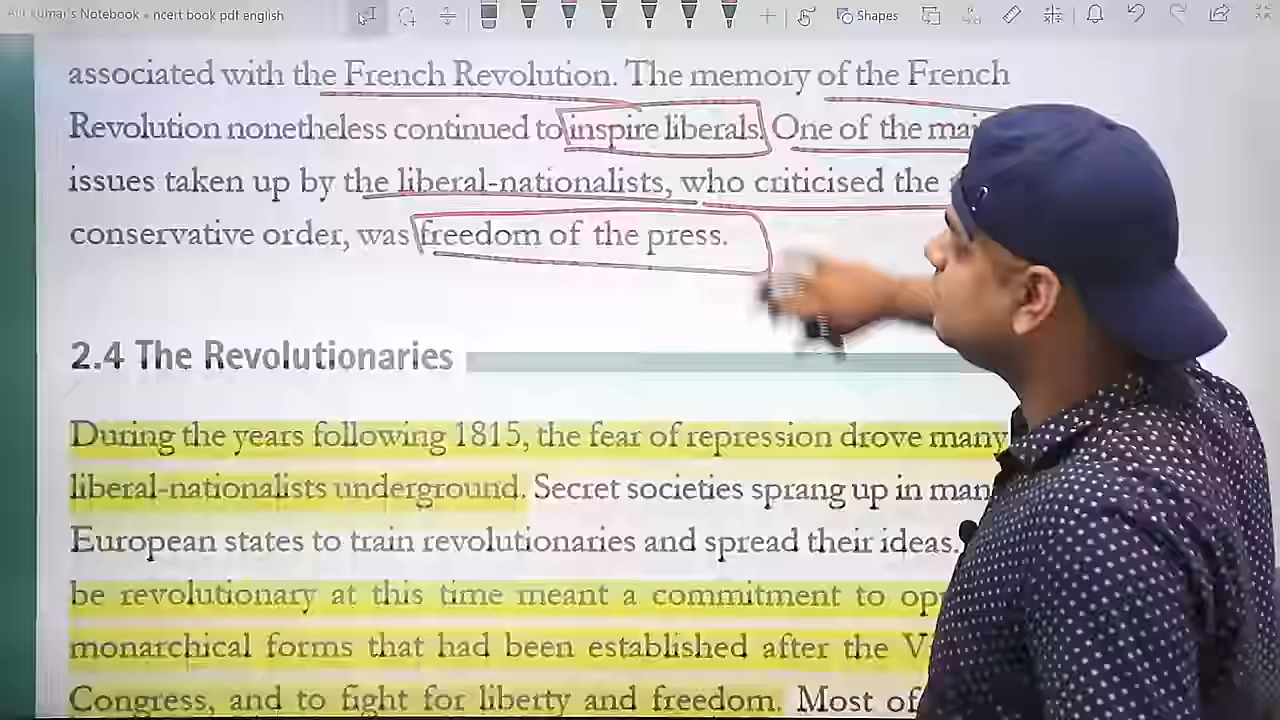 Kumar's Notebook » ncert book pdf english
Shapes
associated with the French Revolution. The memory of the French
Revolution nonetheless continued to inspire liberals. One of the
issues taken up by the liberal-nationalists, who criticised the
conservative order, was freedom of the press.
2.4 The Revolutionaries
During the years following 1815, the fear of repression drove many
liberal-nationalists underground. Secret societies sprang up in
European states to train revolutionaries and spread their ideas.
be revolutionary at this time meant a commitment to
monarchical forms that had been established after the
Congress, and to fight for liberty and freedom. Most of